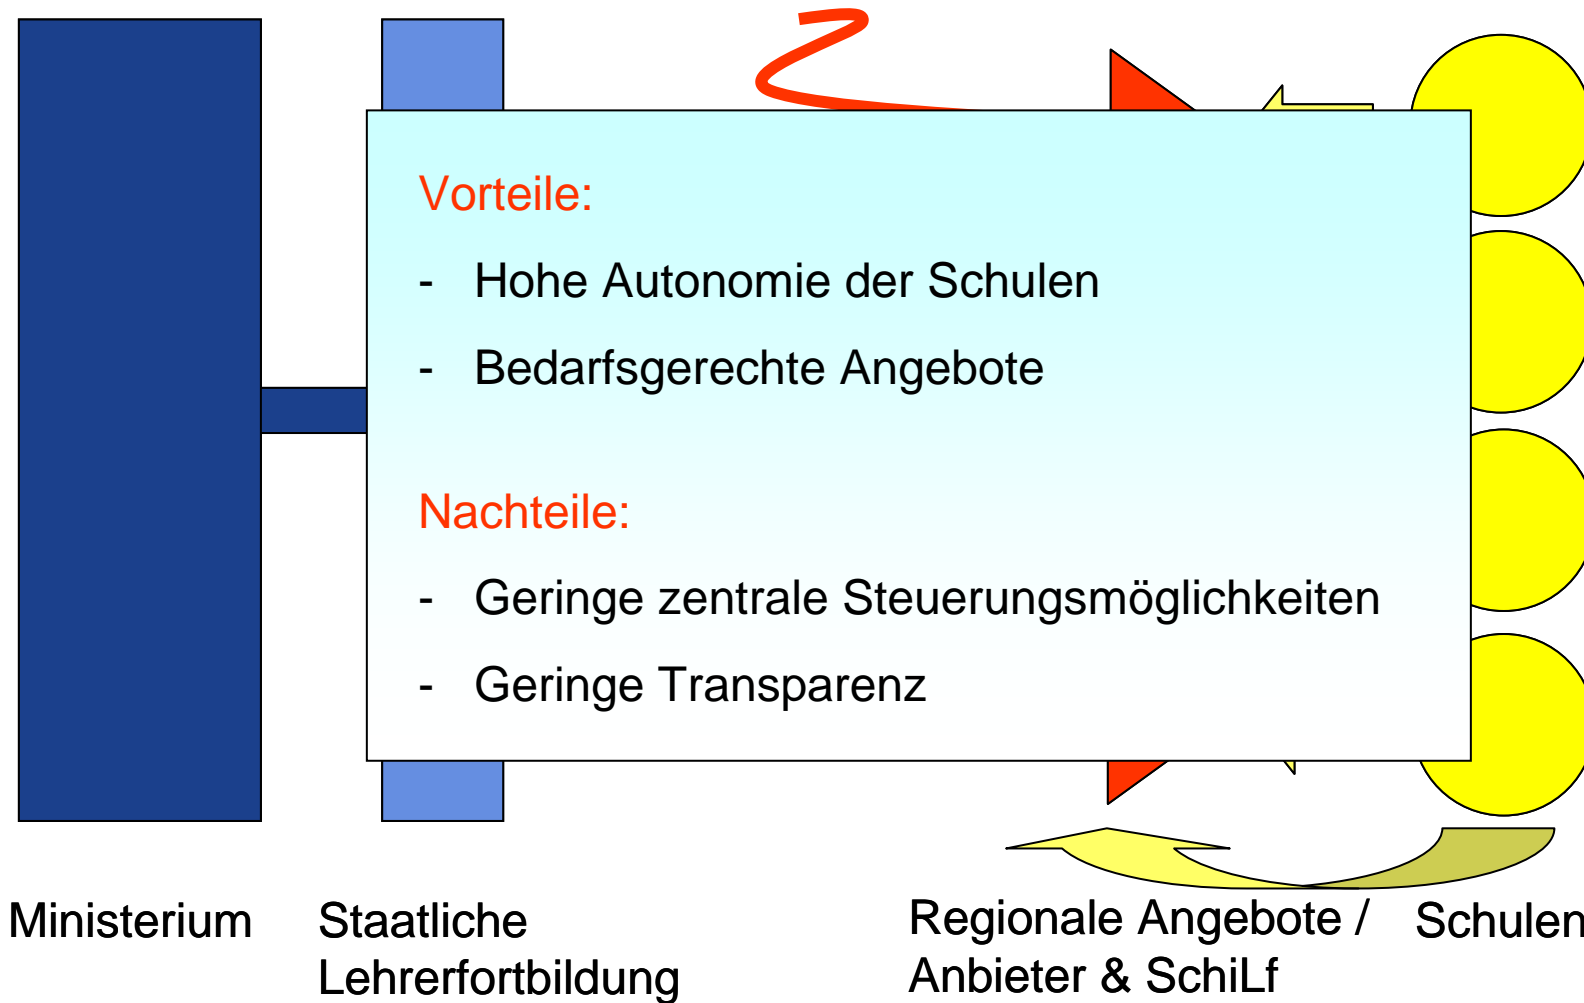 Vorteile:
- Hohe Autonomie der Schulen
- Bedarfsgerechte Angebote
Nachteile:
- Geringe zentrale Steuerungsmöglichkeiten
- Geringe Transparenz
Ministerium
Staatliche
Lehrerfortbildung
Regionale Angebote /
Anbieter & SchiLf
Schulen